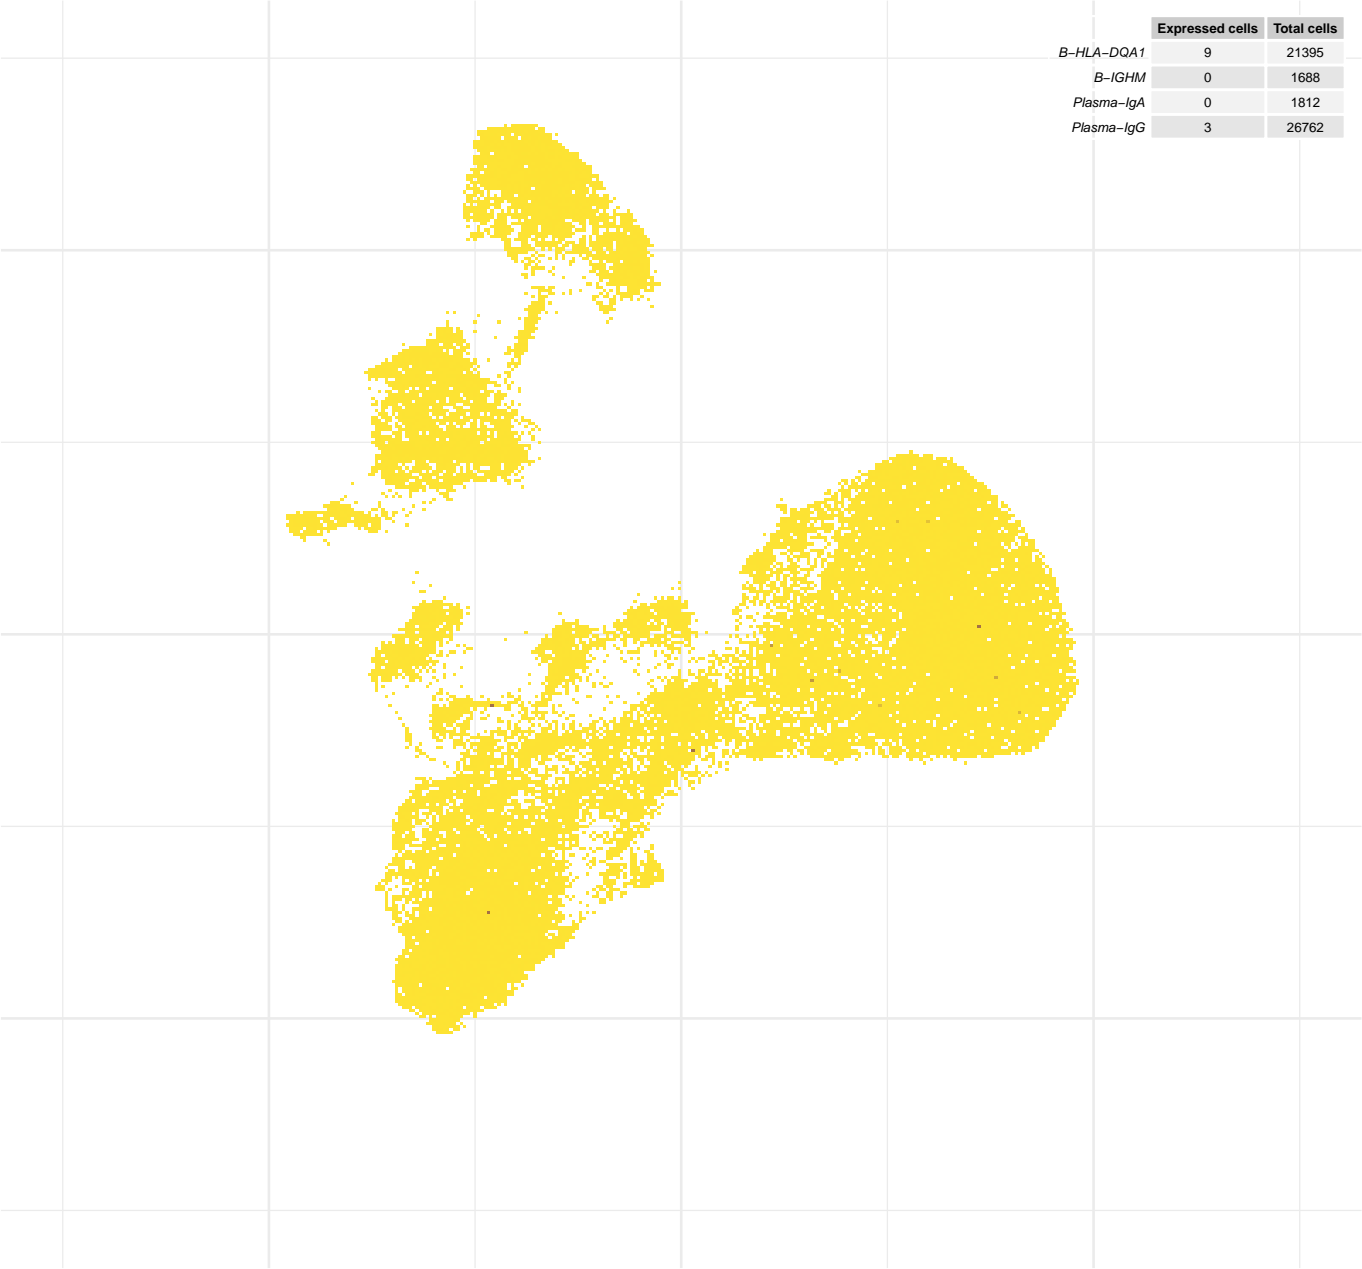 Expressed cells Total cells
B−HLA−DQA1 9 21395
B−IGHM 0 1688
Plasma−IgA 0 1812
Plasma−IgG 3 26762